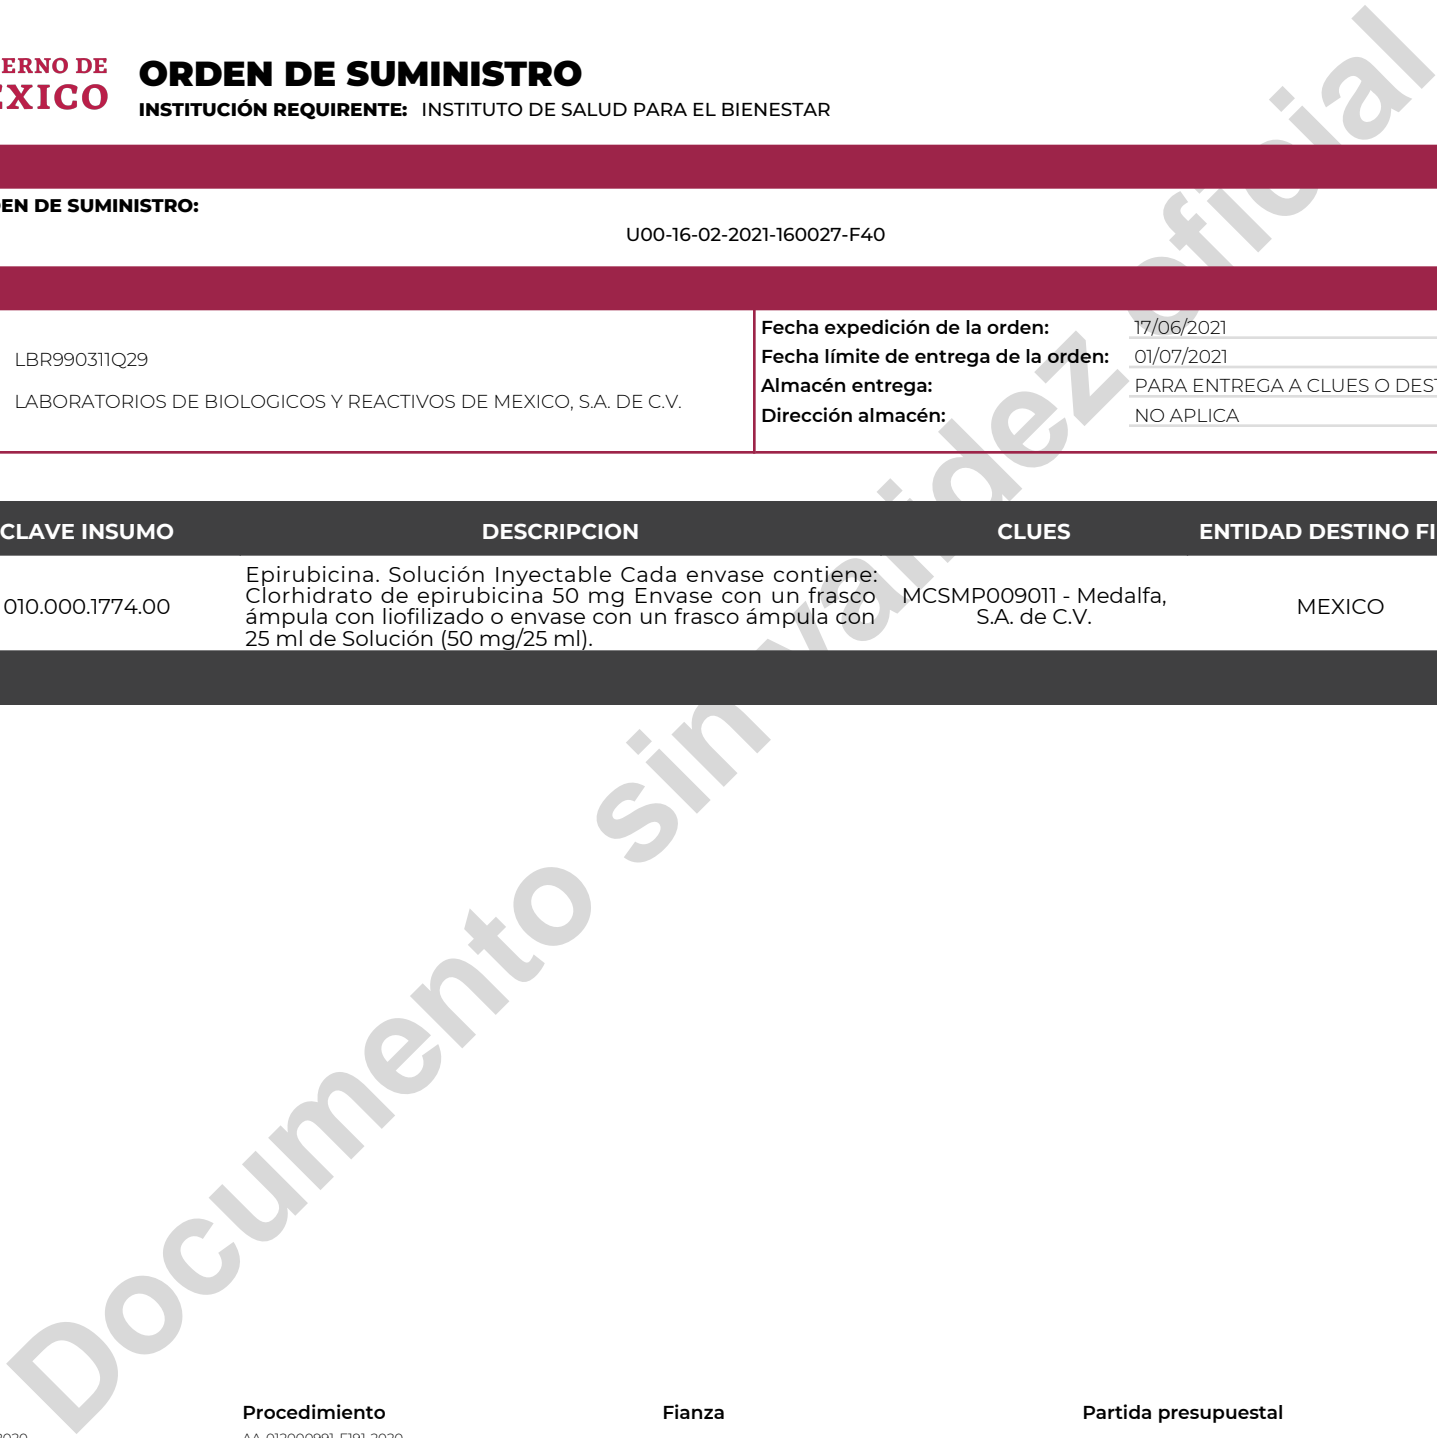 ERNO DE
EXICO
ORDEN DE SUMINISTRO
INSTITUCIÓN REQUIRENTE: INSTITUTO DE SALUD PARA EL BIENESTAR
EN DE SUMINISTRO:
U00-16-02-2021-160027-F40
LBR990311Q29
LABORATORIOS DE BIOLOGICOS Y REACTIVOS DE MEXICO, S.A. DE C.V.
Fecha expedición de la orden: 17/06/2021
Fecha límite de entrega de la orden: 01/07/2021
Almacén entrega: PARA ENTREGA A CLUES O DEST
Dirección almacén: NO APLICA
CLAVE INSUMO DESCRIPCION CLUES ENTIDAD DESTINO FI
010.000.1774.00
Epirubicina. Solución Inyectable Cada envase contiene:
Clorhidrato de epirubicina 50 mg Envase con un frasco
ámpula con liofilizado o envase con un frasco ámpula con
25 ml de Solución (50 mg/25 ml).
MCSMP009011 - Medalfa,
S.A. de C.V.
MEXICO
Documento sin validez oficial
Procedimiento Fianza Partida presupuestal